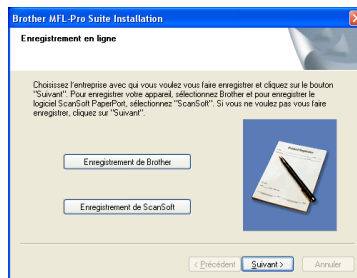 Brother MFL-Pro Suite Installation
Enregistrement en ligne
Choisissez l'entreprise avec qui vous voulez vous faire enregistrer et cliquez sur le bouton
"Suivant". Pour enregistrer votre appareil, sélectionnez Brother et pour enregistrer le
logiciel ScanSoft PaperPort, sélectionnez "ScanSoft". Si vous ne voulez pas vous faire
enregistrer, cliquez sur "Suivant".
Enregistrement de Brother
Enregistrement de ScanSoft
< Précédent
Suivant >
Annuler